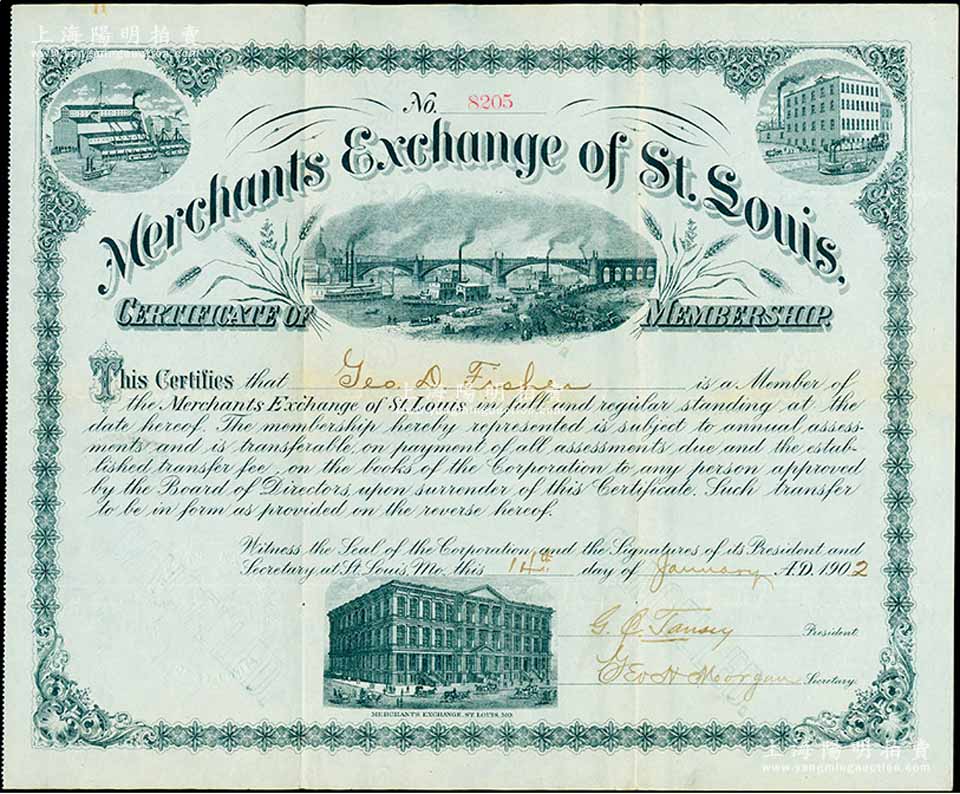 上海陽明拍賣
www.yangmingauction.com
No. 8205
Merchants Exchange of St. Louis,
CERTIFICATE OF MEMBERSHIP.
This Certifies that Geo. D. Fisher is a Member of
the Merchants Exchange of St. Louis in full and regular standing at the
date hereof. The membership hereby represented is subject to annual assess-
ments and is transferable, on payment of all assessments due and the estab-
lished transfer fee, on the books of the Corporation to any person approved
by the Board of Directors, upon surrender of this Certificate. Such transfer
to be in form as provided on the reverse hereof.
Witness the Seal of the Corporation, and the Signatures of its President and
Secretary, at St. Louis, Mo. this 14th day of January A.D. 1902
G. C. Tansey President.
Geo H Morgan Secretary.
MERCHANTS EXCHANGE, ST. LOUIS, MO.
上海陽明拍賣
www.yangmingauction.com